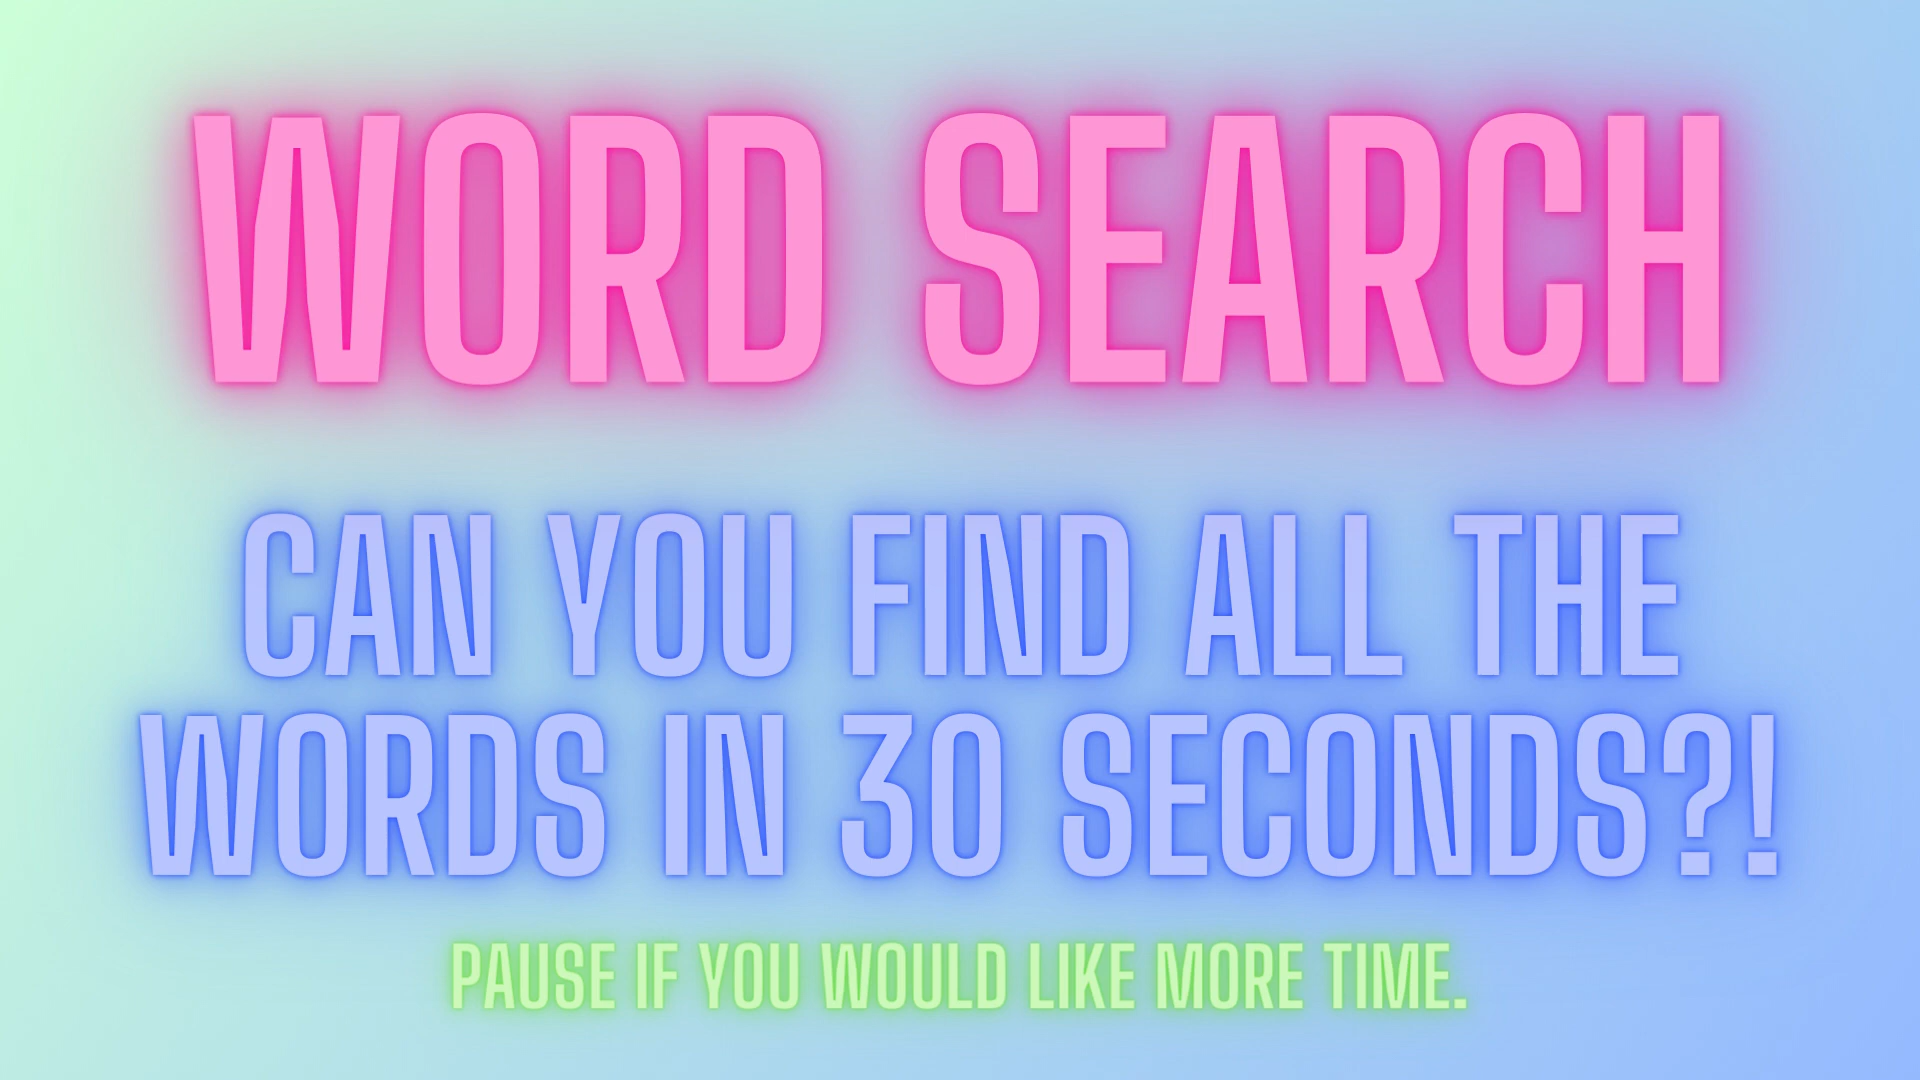 WORD SEARCH
CAN YOU FIND ALL THE
WORDS IN 30 SECONDS?!
PAUSE IF YOU WOULD LIKE MORE TIME.